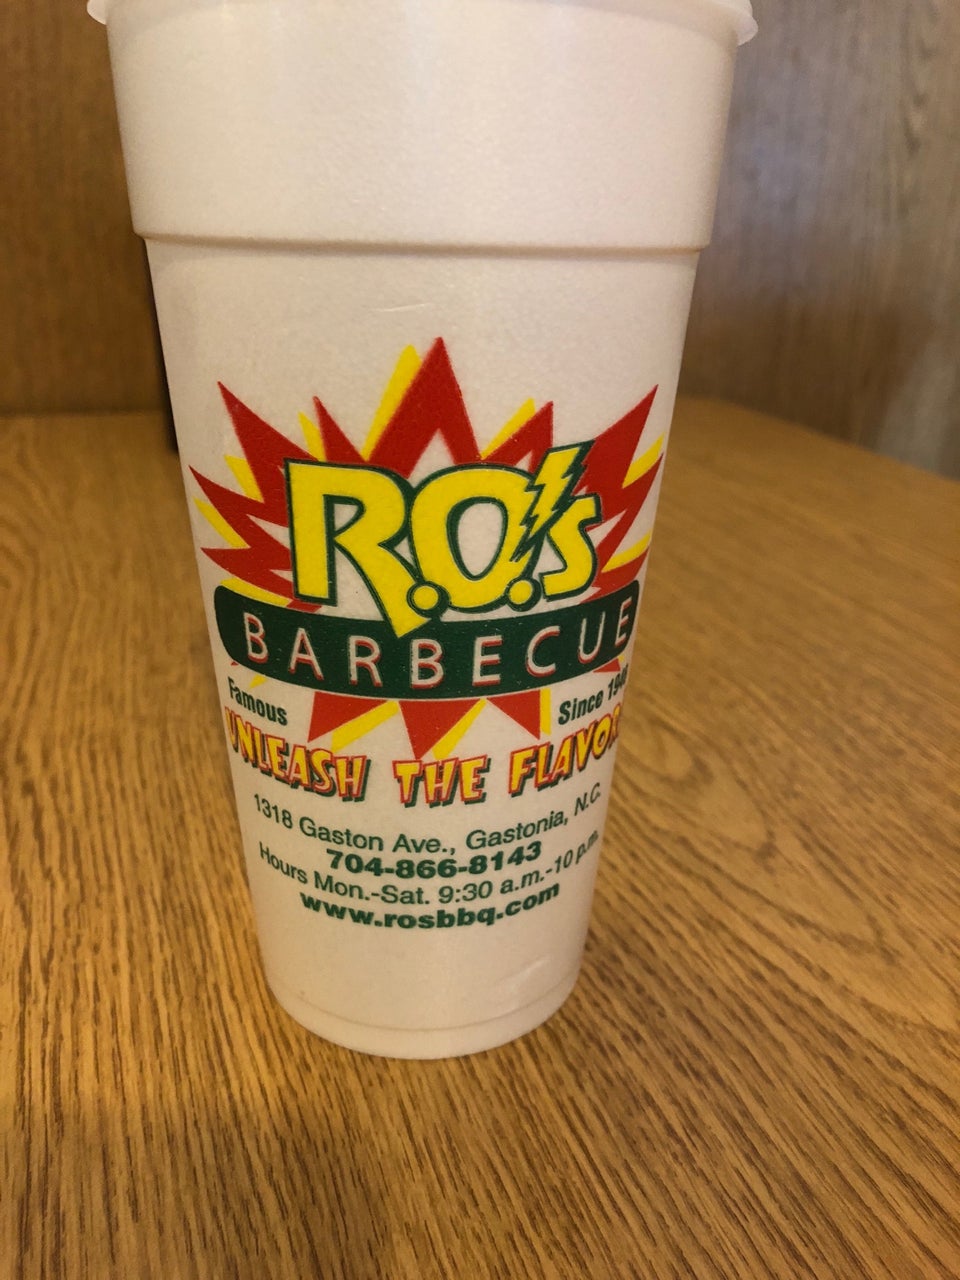 R.O.'s
BARBECUE
Famous Since
UNLEASH THE FLAVOR
1318 Gaston Ave., Gastonia, N.C.
704-866-8143
Hours Mon.-Sat. 9:30 a.m.-10 p.m.
www.rosbbq.com